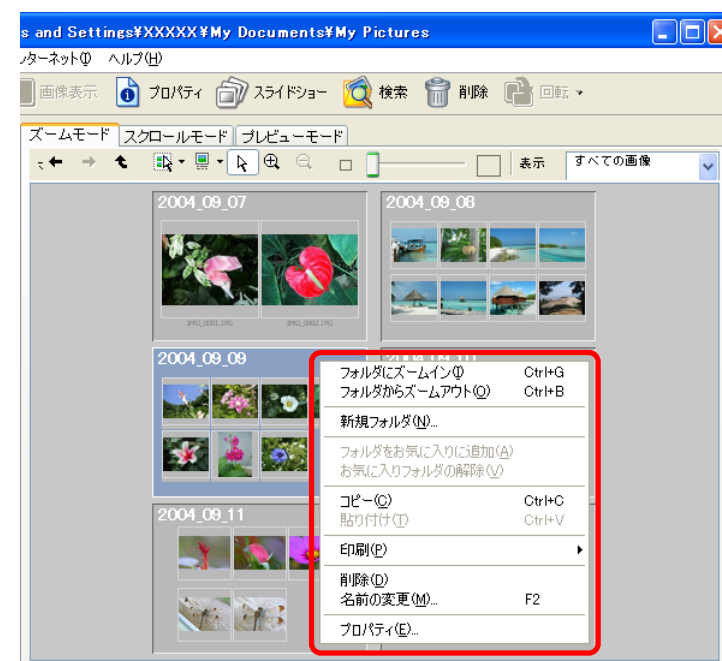 s and Settings¥XXXXX¥My Documents¥My Pictures
ンターネット(I) ヘルプ(H)
画像表示 プロパティ スライドショー 検索 削除 回転
ズームモード スクロールモード プレビューモード
表示 すべての画像
2004_09_07 2004_09_08
IMG_0001.JPG IMG_0002.JPG
2004_09_09 2004_09_10
フォルダにズームイン(I) Ctrl+G
フォルダからズームアウト(O) Ctrl+B
新規フォルダ(N)...
フォルダをお気に入りに追加(A)
お気に入りフォルダの解除(V)
コピー(C) Ctrl+C
貼り付け(T) Ctrl+V
印刷(P)
削除(D)
名前の変更(M)... F2
プロパティ(E)...
2004_09_11